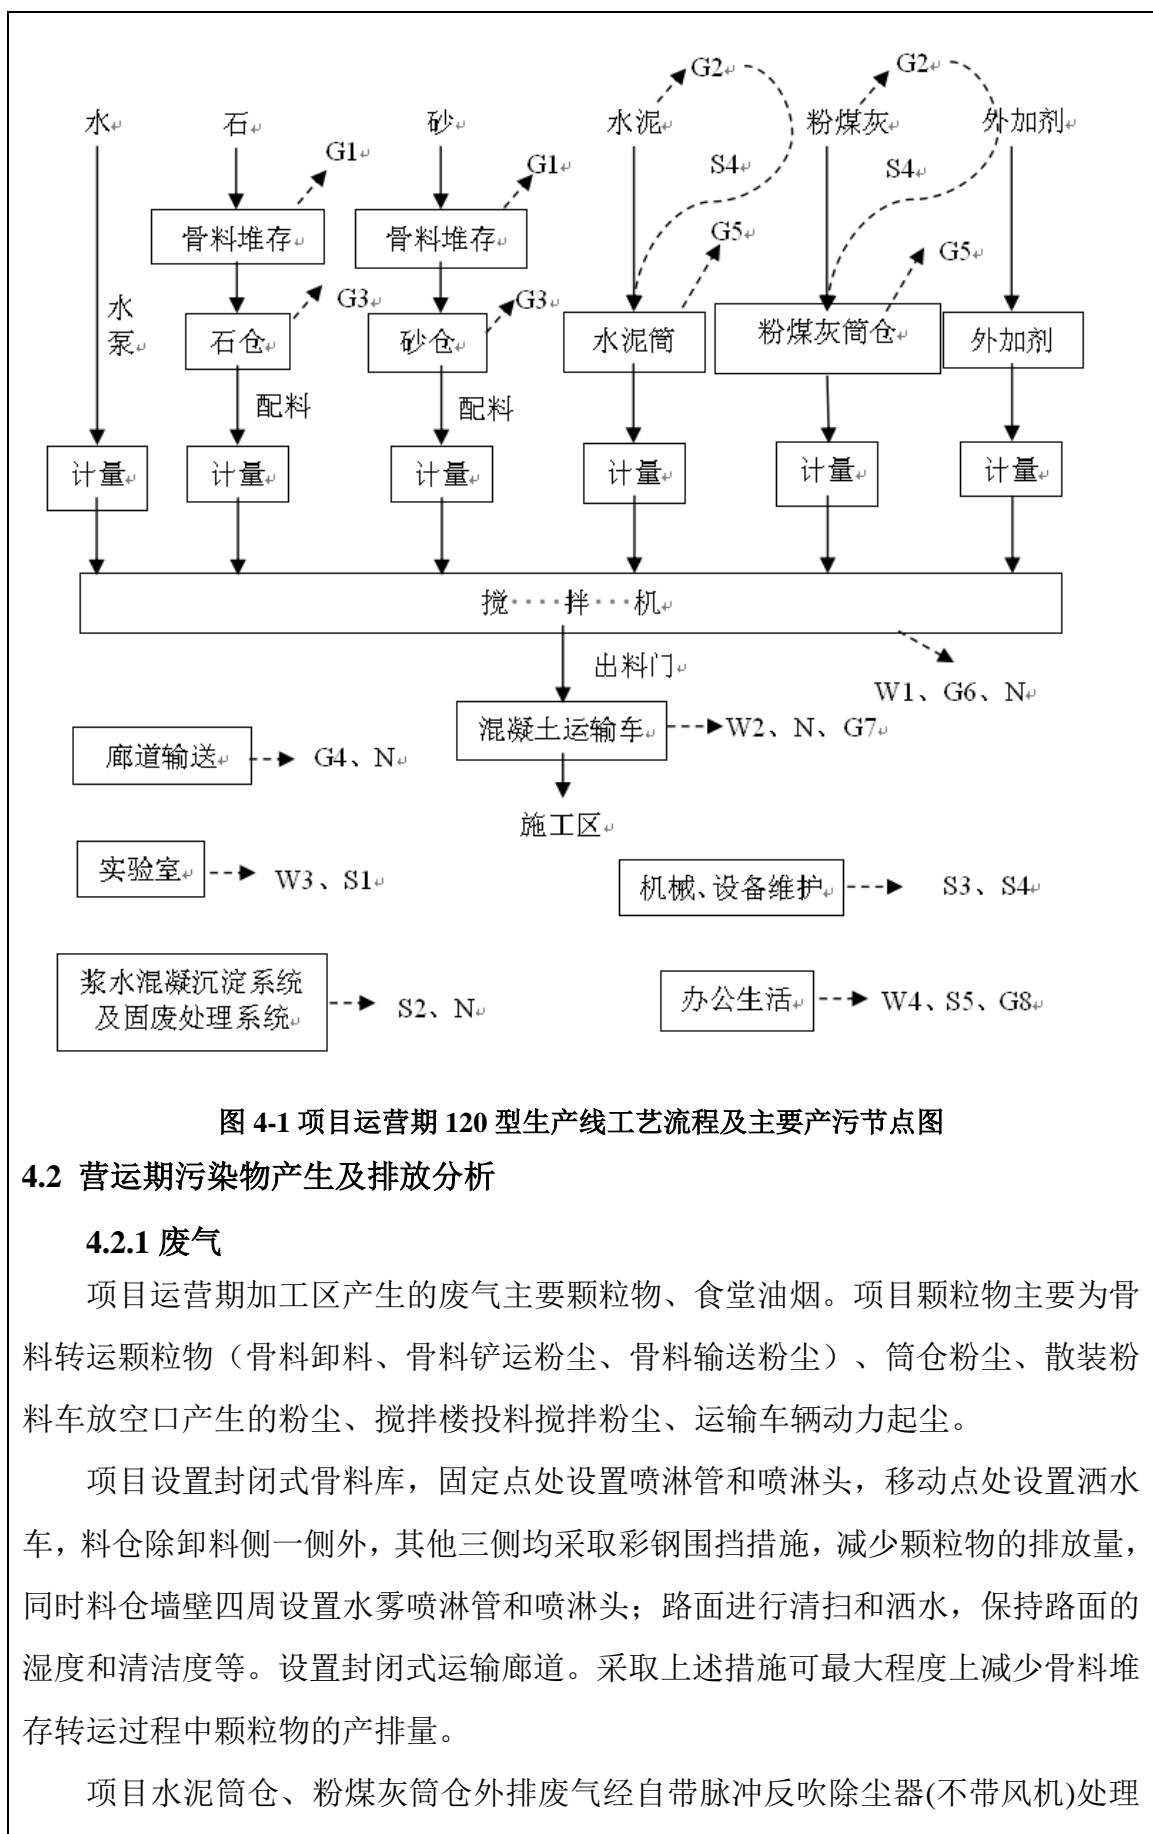 G2 G2
水 石 砂 水泥 粉煤灰 外加剂
G1 G1 S4 S4
骨料堆存 骨料堆存 G5 G5
水泵 G3 G3
石仓 砂仓 水泥筒 粉煤灰筒仓 外加剂
配料 配料
计量 计量 计量 计量 计量 计量
搅····拌···机
出料门
W1、G6、N
混凝土运输车 W2、N、G7
廊道输送 G4、N
施工区
实验室 W3、S1
机械、设备维护 S3、S4
浆水混凝沉淀系统
及固废处理系统 S2、N
办公生活 W4、S5、G8
图 4-1 项目运营期 120 型生产线工艺流程及主要产污节点图
4.2 营运期污染物产生及排放分析
4.2.1 废气
项目运营期加工区产生的废气主要颗粒物、食堂油烟。项目颗粒物主要为骨
料转运颗粒物（骨料卸料、骨料铲运粉尘、骨料输送粉尘）、筒仓粉尘、散装粉
料车放空口产生的粉尘、搅拌楼投料搅拌粉尘、运输车辆动力起尘。
项目设置封闭式骨料库，固定点处设置喷淋管和喷淋头，移动点处设置洒水
车，料仓除卸料侧一侧外，其他三侧均采取彩钢围挡措施，减少颗粒物的排放量，
同时料仓墙壁四周设置水雾喷淋管和喷淋头；路面进行清扫和洒水，保持路面的
湿度和清洁度等。设置封闭式运输廊道。采取上述措施可最大程度上减少骨料堆
存转运过程中颗粒物的产排量。
项目水泥筒仓、粉煤灰筒仓外排废气经自带脉冲反吹除尘器(不带风机)处理